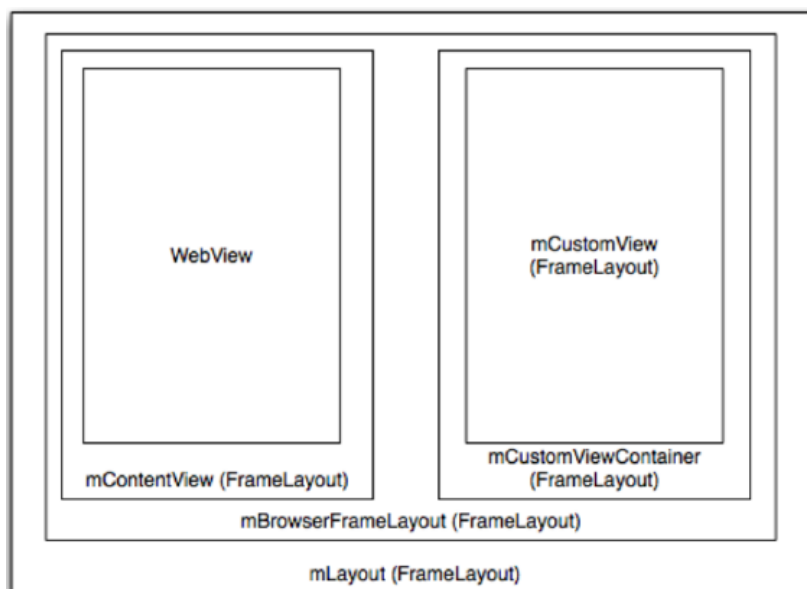 WebView
mCustomView
(FrameLayout)
mContentView (FrameLayout)
mCustomViewContainer
(FrameLayout)
mBrowserFrameLayout (FrameLayout)
mLayout (FrameLayout)